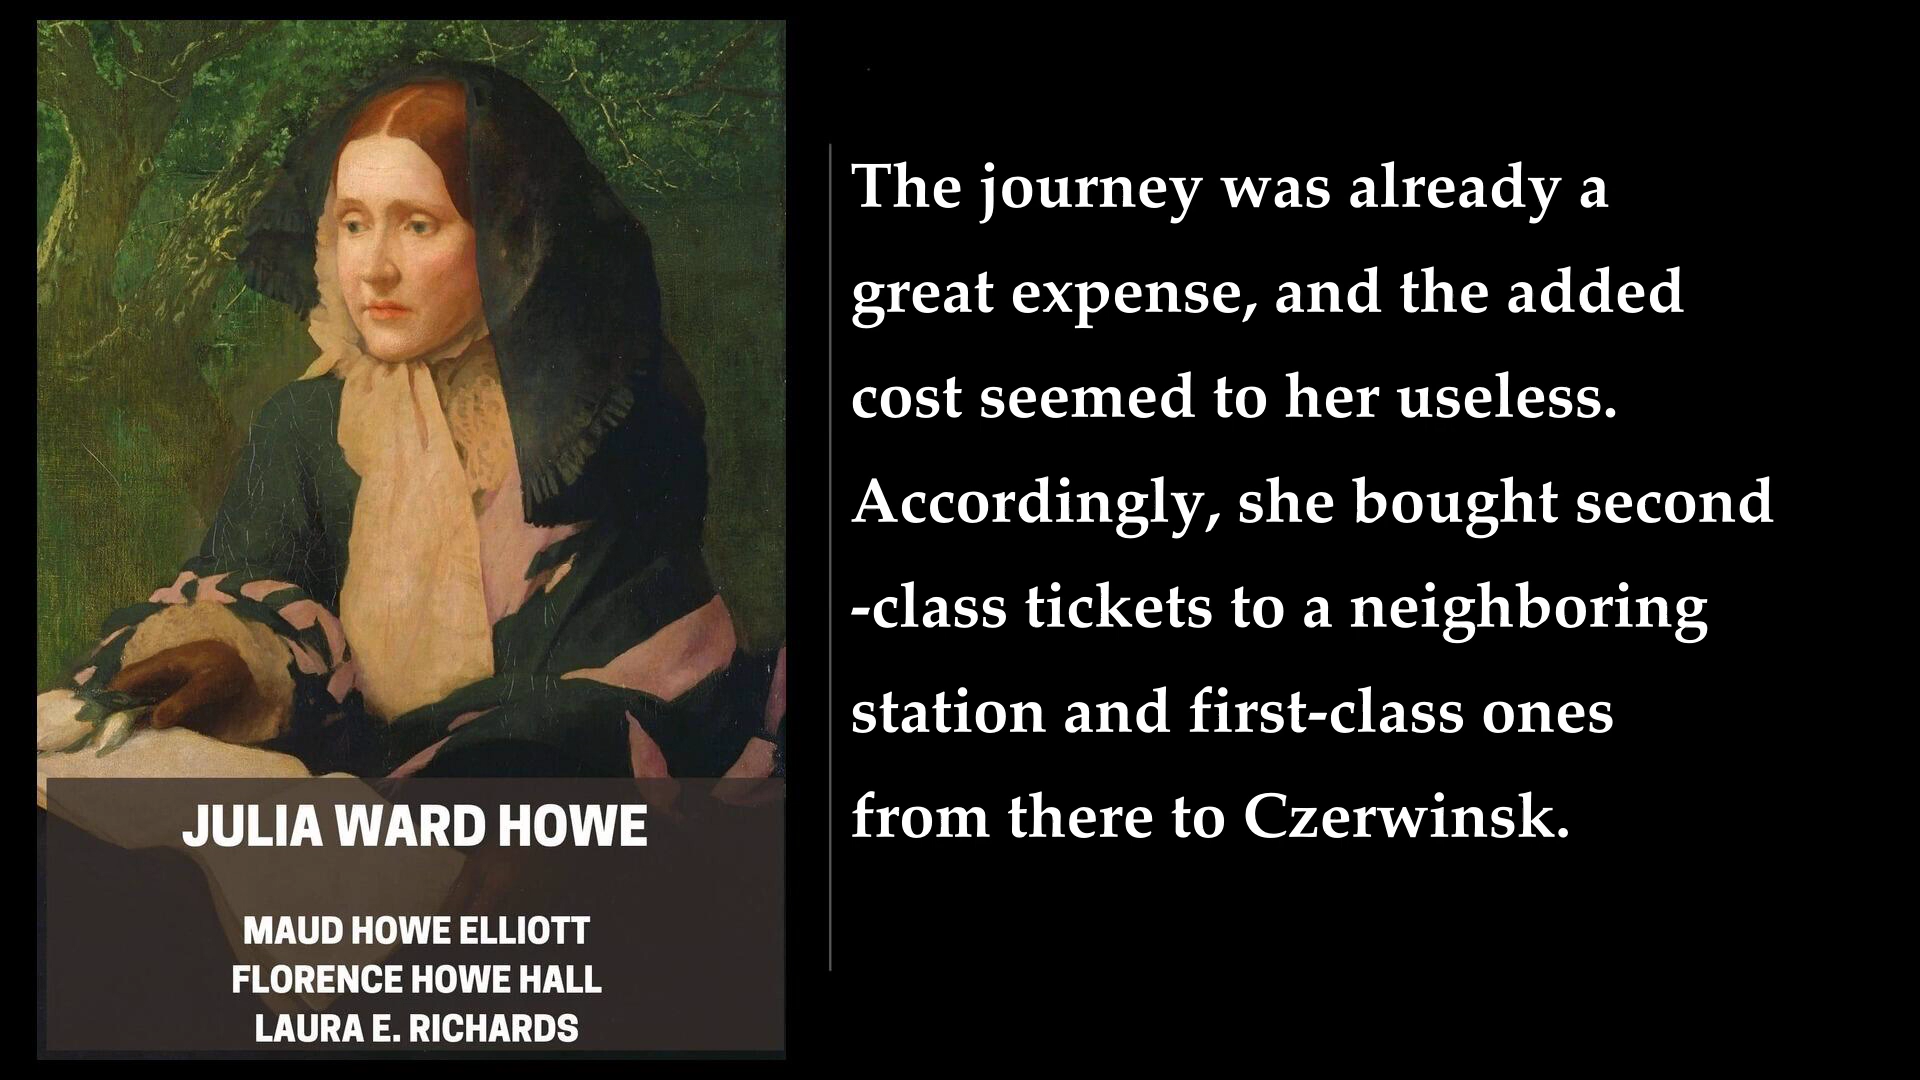 JULIA WARD HOWE
MAUD HOWE ELLIOTT
FLORENCE HOWE HALL
LAURA E. RICHARDS
The journey was already a
great expense, and the added
cost seemed to her useless.
Accordingly, she bought second
-class tickets to a neighboring
station and first-class ones
from there to Czerwinsk.